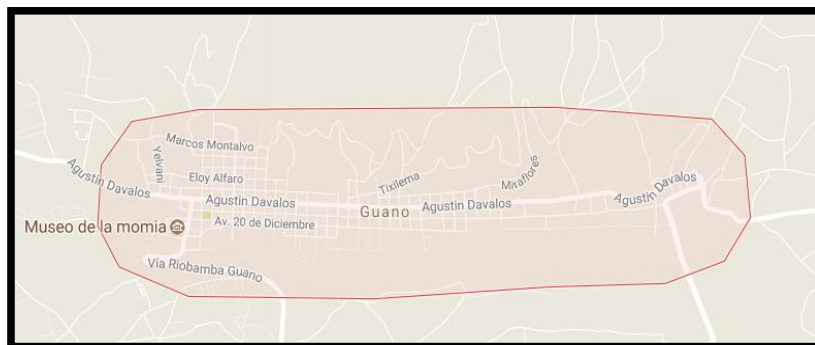 Marcos Montalvo
Yelvani
Agustin Davalos
Eloy Alfaro
Tixilema
Miraflores
Agustin Davalos
Agustin Davalos
Agustin Davalos
Guano
Museo de la momia
Av. 20 de Diciembre
Vía Riobamba Guano